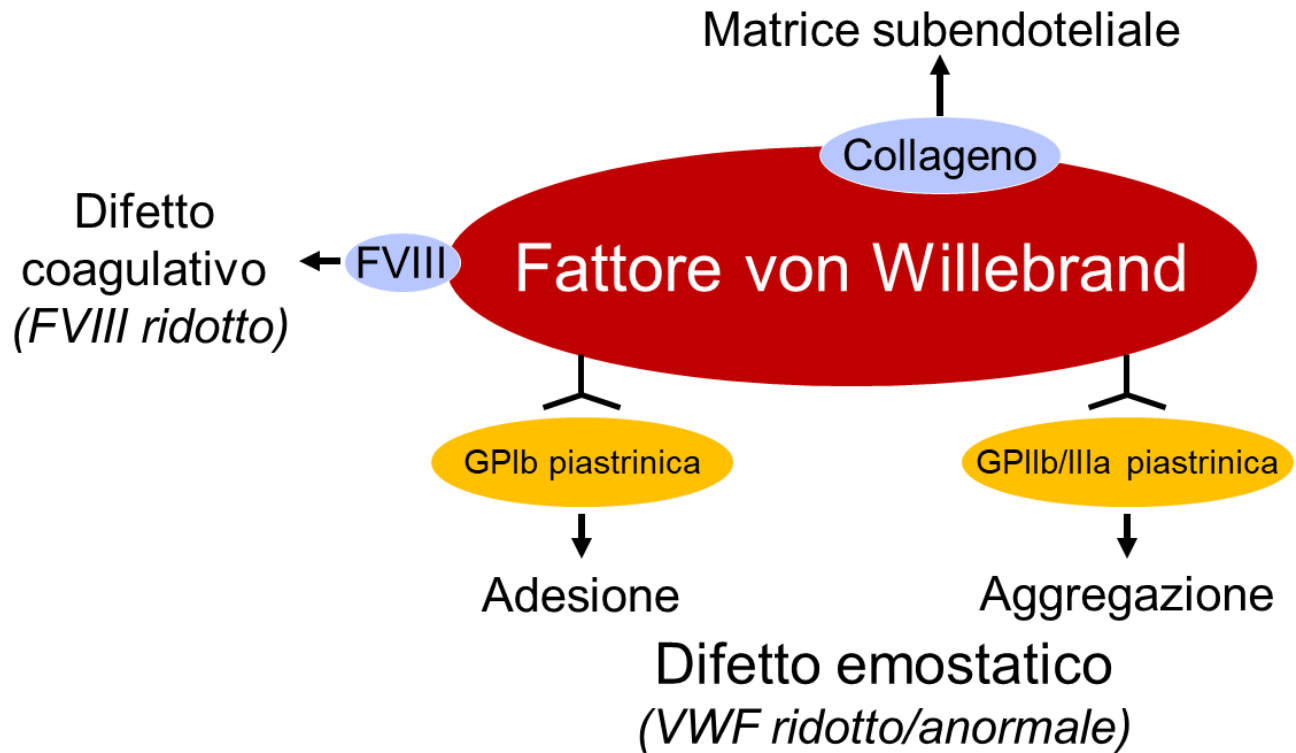 Matrice subendoteliale
Collageno
Difetto
coagulativo
(FVIII ridotto)
FVIII
Fattore von Willebrand
GPIb piastrinica
GPIIb/IIIa piastrinica
Adesione
Aggregazione
Difetto emostatico
(VWF ridotto/anormale)